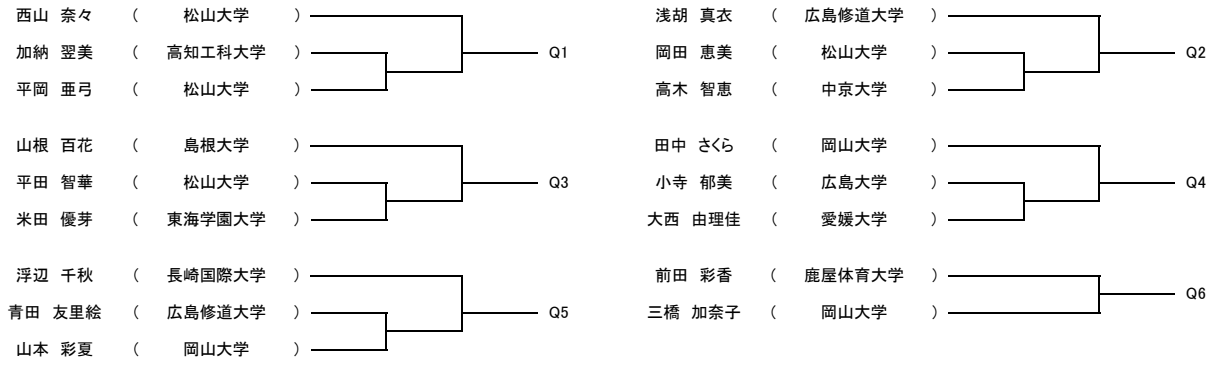 西山 奈々 ( 松山大学 )
加納 翌美 ( 高知工科大学 ) Q1
平岡 亜弓 ( 松山大学 )
山根 百花 ( 島根大学 )
平田 智華 ( 松山大学 ) Q3
米田 優芽 ( 東海学園大学 )
浮辺 千秋 ( 長崎国際大学 )
青田 友里絵 ( 広島修道大学 ) Q5
山本 彩夏 ( 岡山大学 )
浅胡 真衣 ( 広島修道大学 )
岡田 恵美 ( 松山大学 ) Q2
高木 智恵 ( 中京大学 )
田中 さくら ( 岡山大学 )
小寺 郁美 ( 広島大学 ) Q4
大西 由理佳 ( 愛媛大学 )
前田 彩香 ( 鹿屋体育大学 ) Q6
三橋 加奈子 ( 岡山大学 )